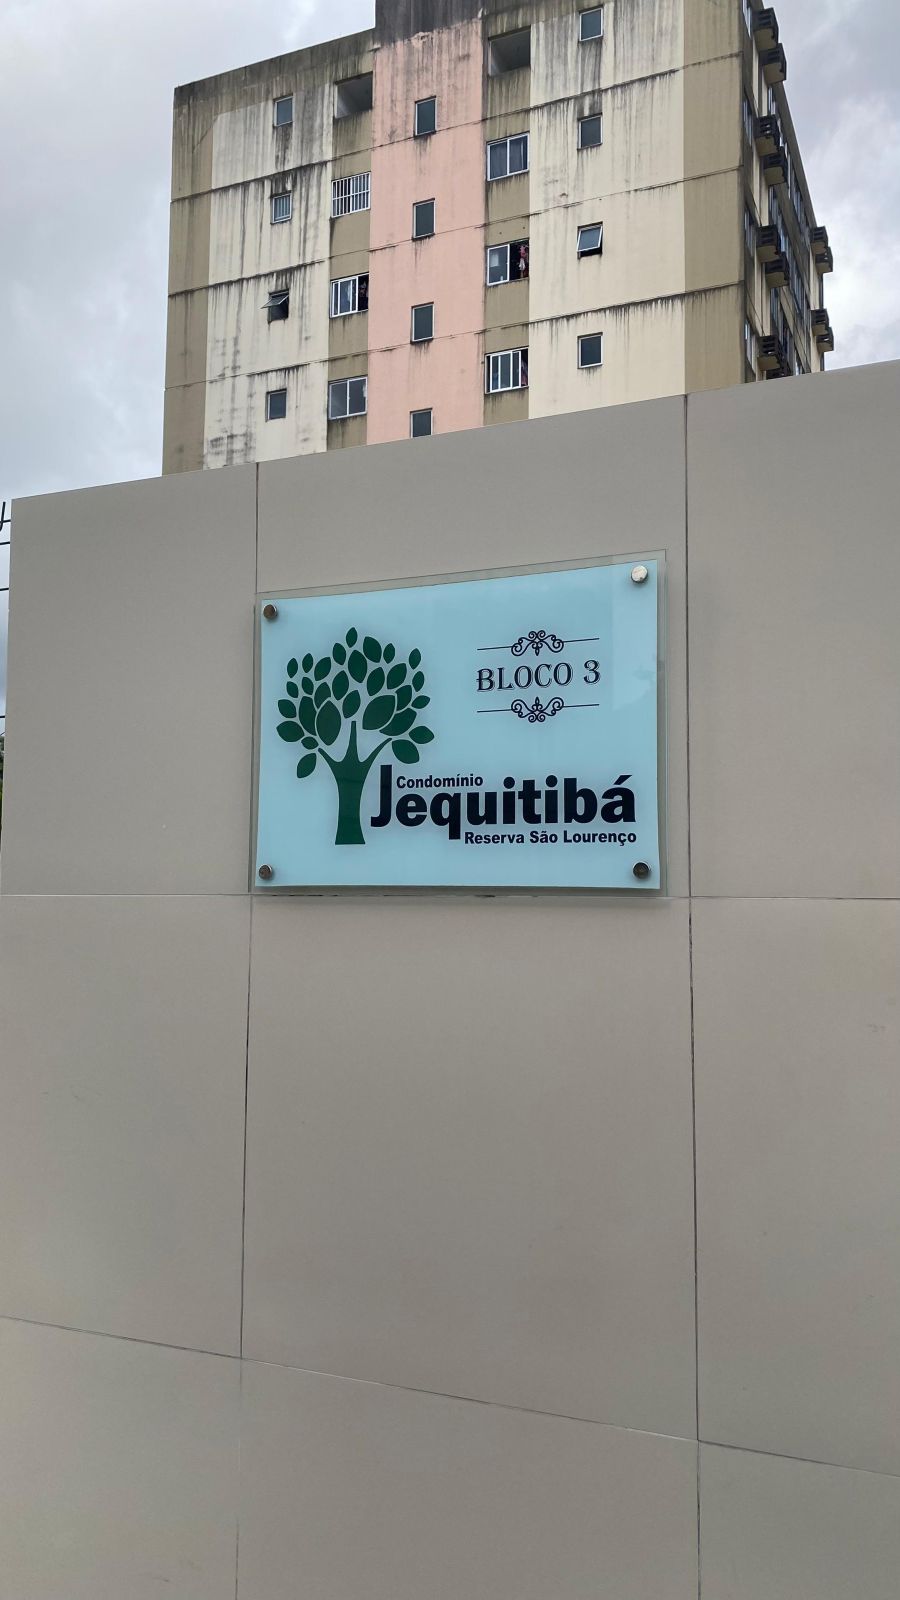 BLOCO 3
Condomínio
Jequitibá
Reserva São Lourenço